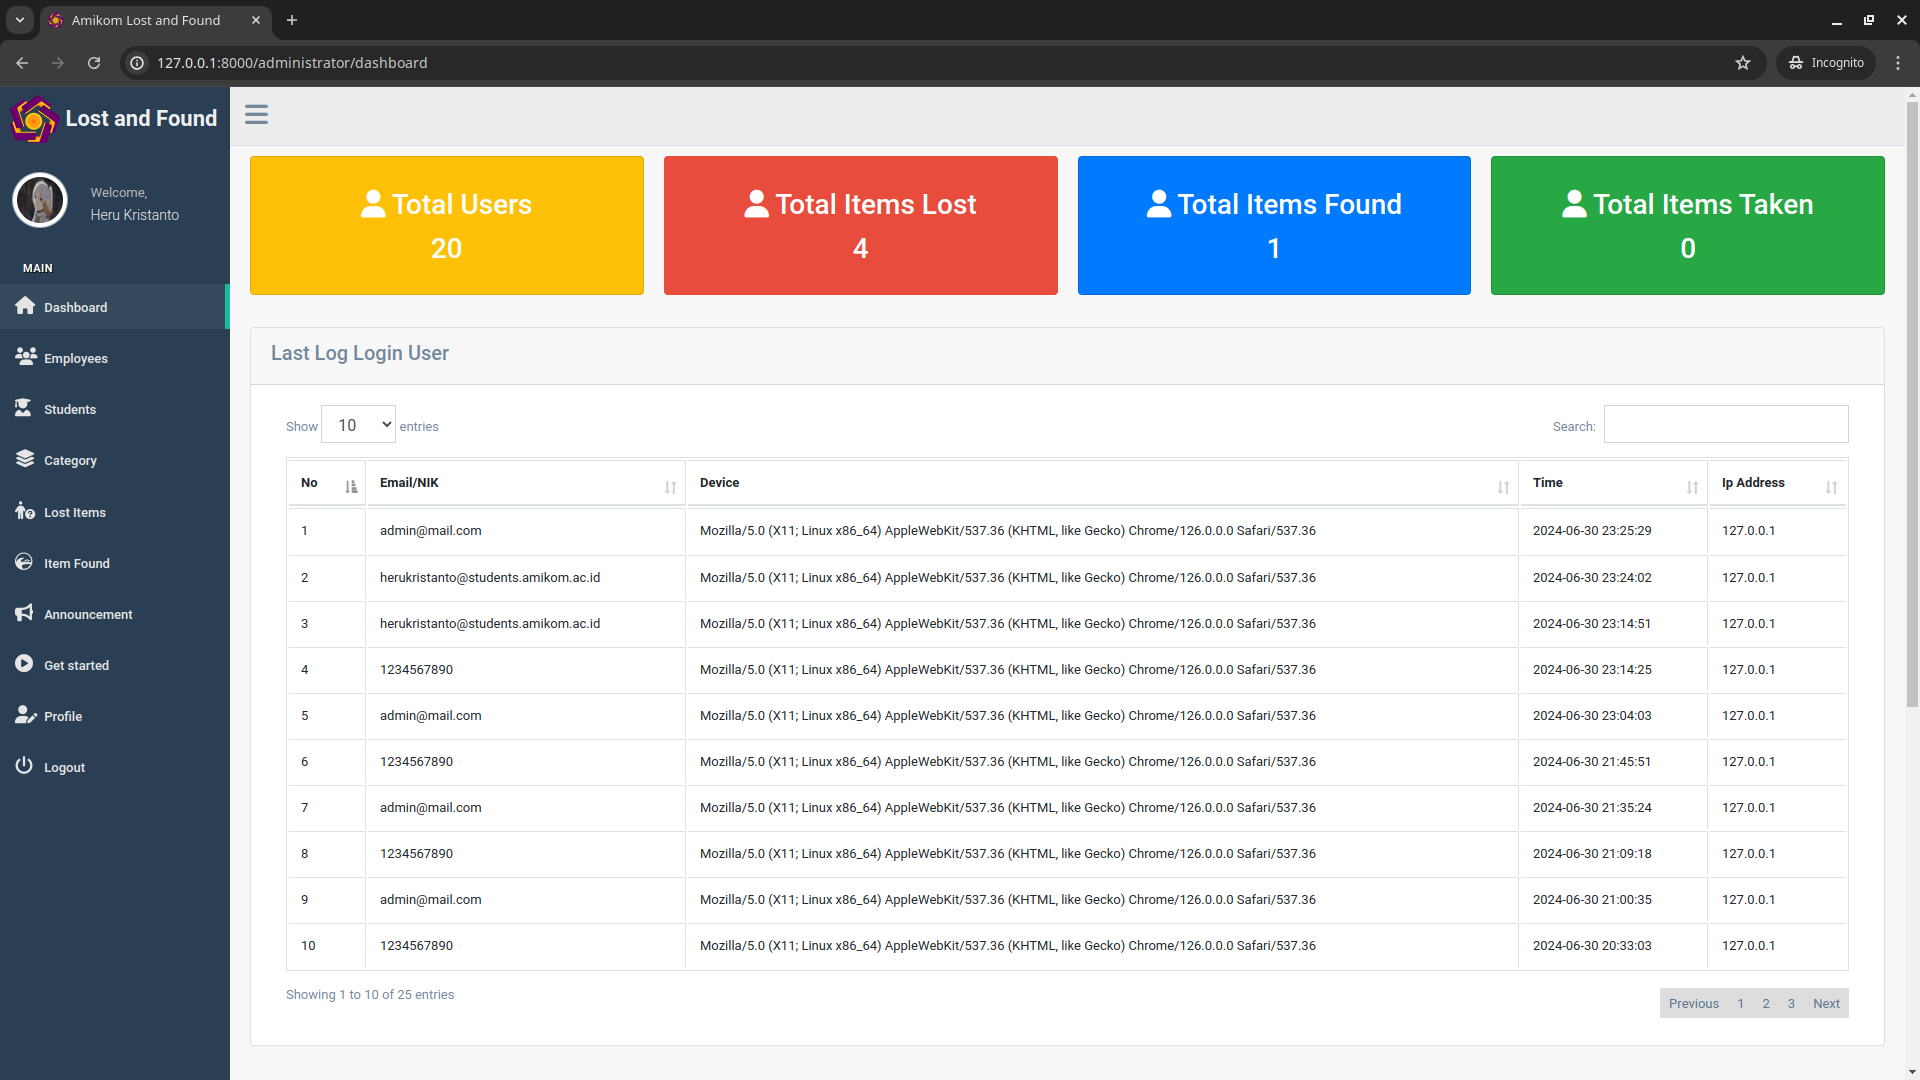 Amikom Lost and Found
127.0.0.1:8000/administrator/dashboard
Incognito
Lost and Found
Welcome,
Heru Kristanto
MAIN
Dashboard
Employees
Students
Category
Lost Items
Item Found
Announcement
Get started
Profile
Logout
Total Users
20
Total Items Lost
4
Total Items Found
1
Total Items Taken
0
Last Log Login User
Show 10 entries
Search:
No Email/NIK Device Time Ip Address
1 admin@mail.com Mozilla/5.0 (X11; Linux x86_64) AppleWebKit/537.36 (KHTML, like Gecko) Chrome/126.0.0.0 Safari/537.36 2024-06-30 23:25:29 127.0.0.1
2 herukristanto@students.amikom.ac.id Mozilla/5.0 (X11; Linux x86_64) AppleWebKit/537.36 (KHTML, like Gecko) Chrome/126.0.0.0 Safari/537.36 2024-06-30 23:24:02 127.0.0.1
3 herukristanto@students.amikom.ac.id Mozilla/5.0 (X11; Linux x86_64) AppleWebKit/537.36 (KHTML, like Gecko) Chrome/126.0.0.0 Safari/537.36 2024-06-30 23:14:51 127.0.0.1
4 1234567890 Mozilla/5.0 (X11; Linux x86_64) AppleWebKit/537.36 (KHTML, like Gecko) Chrome/126.0.0.0 Safari/537.36 2024-06-30 23:14:25 127.0.0.1
5 admin@mail.com Mozilla/5.0 (X11; Linux x86_64) AppleWebKit/537.36 (KHTML, like Gecko) Chrome/126.0.0.0 Safari/537.36 2024-06-30 23:04:03 127.0.0.1
6 1234567890 Mozilla/5.0 (X11; Linux x86_64) AppleWebKit/537.36 (KHTML, like Gecko) Chrome/126.0.0.0 Safari/537.36 2024-06-30 21:45:51 127.0.0.1
7 admin@mail.com Mozilla/5.0 (X11; Linux x86_64) AppleWebKit/537.36 (KHTML, like Gecko) Chrome/126.0.0.0 Safari/537.36 2024-06-30 21:35:24 127.0.0.1
8 1234567890 Mozilla/5.0 (X11; Linux x86_64) AppleWebKit/537.36 (KHTML, like Gecko) Chrome/126.0.0.0 Safari/537.36 2024-06-30 21:09:18 127.0.0.1
9 admin@mail.com Mozilla/5.0 (X11; Linux x86_64) AppleWebKit/537.36 (KHTML, like Gecko) Chrome/126.0.0.0 Safari/537.36 2024-06-30 21:00:35 127.0.0.1
10 1234567890 Mozilla/5.0 (X11; Linux x86_64) AppleWebKit/537.36 (KHTML, like Gecko) Chrome/126.0.0.0 Safari/537.36 2024-06-30 20:33:03 127.0.0.1
Showing 1 to 10 of 25 entries
Previous 1 2 3 Next